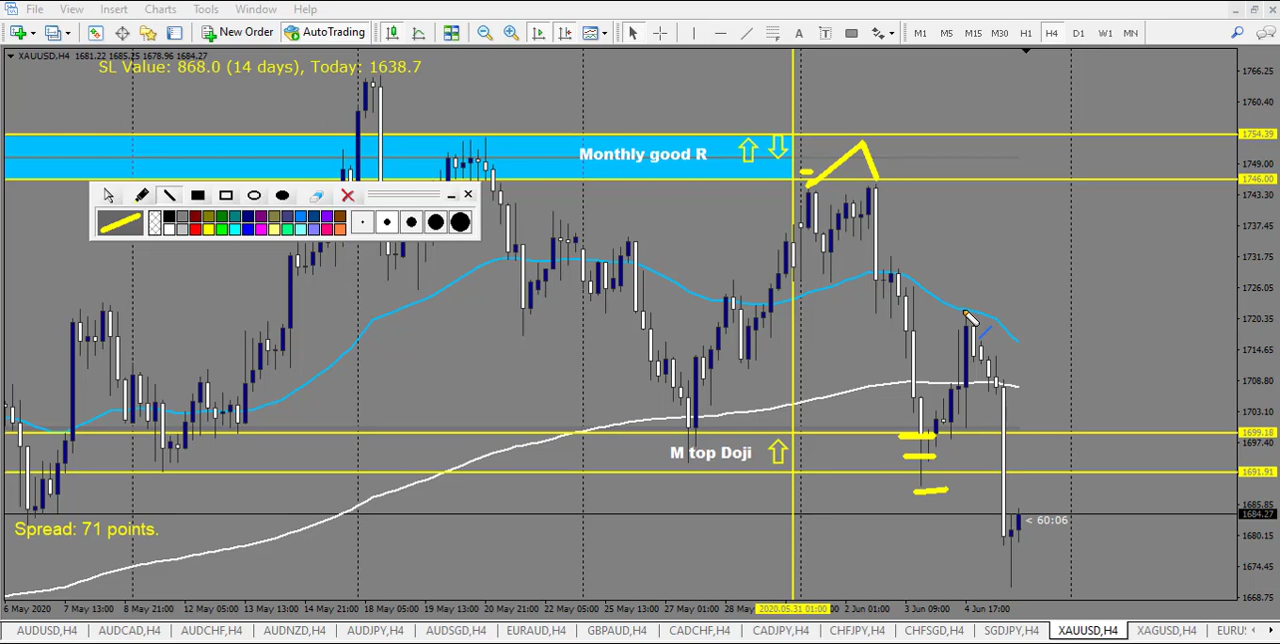 File View Insert Charts Tools Window Help
New Order AutoTrading M1 M5 M15 M30 H1 H4 D1 W1 MN
XAUUSD,H4 1681.22 1685.25 1678.96 1684.27
SL Value: 868.0 (14 days), Today: 1638.7
1766.25
1760.40
1754.39
Monthly good R
1749.00
1746.00
1743.30
1737.45
1731.75
1726.05
1720.35
1714.65
1708.80
1703.10
1699.18
1697.40
M top Doji
1691.91
1685.85
1684.27
< 60:06
Spread: 71 points.
1680.15
1674.45
1668.75
6 May 2020 7 May 13:00 8 May 21:00 12 May 05:00 13 May 13:00 14 May 21:00 18 May 05:00 19 May 13:00 20 May 21:00 22 May 05:00 25 May 13:00 27 May 01:00 28 May 2020.05.31 01:00 00 2 Jun 01:00 3 Jun 09:00 4 Jun 17:00
AUDUSD,H4 AUDCAD,H4 AUDCHF,H4 AUDNZD,H4 AUDJPY,H4 AUDSGD,H4 EURAUD,H4 GBPAUD,H4 CADCHF,H4 CADJPY,H4 CHFJPY,H4 CHFSGD,H4 SGDJPY,H4 XAUUSD,H4 XAGUSD,H4 EURUS